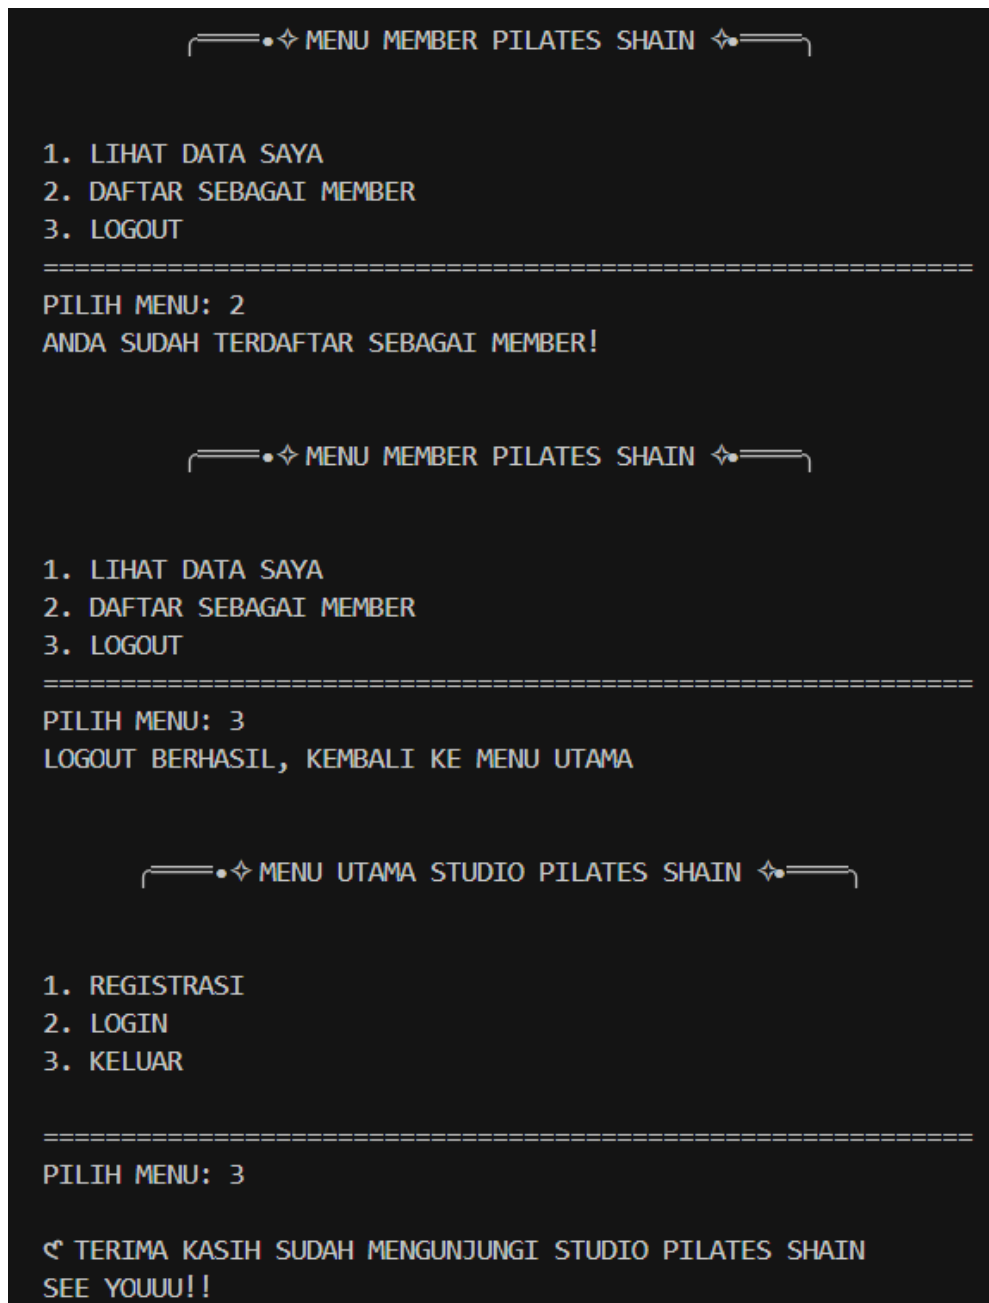 ╭═══•✧ MENU MEMBER PILATES SHAIN ✧•═══╮
1. LIHAT DATA SAYA
2. DAFTAR SEBAGAI MEMBER
3. LOGOUT
============================================================
PILIH MENU: 2
ANDA SUDAH TERDAFTAR SEBAGAI MEMBER!
╭════•✧ MENU MEMBER PILATES SHAIN ✧•════╮
1. LIHAT DATA SAYA
2. DAFTAR SEBAGAI MEMBER
3. LOGOUT
============================================================
PILIH MENU: 3
LOGOUT BERHASIL, KEMBALI KE MENU UTAMA
╭════•✧ MENU UTAMA STUDIO PILATES SHAIN ✧•════╮
1. REGISTRASI
2. LOGIN
3. KELUAR
============================================================
PILIH MENU: 3
ৎ TERIMA KASIH SUDAH MENGUNJUNGI STUDIO PILATES SHAIN
SEE YOUUU!!